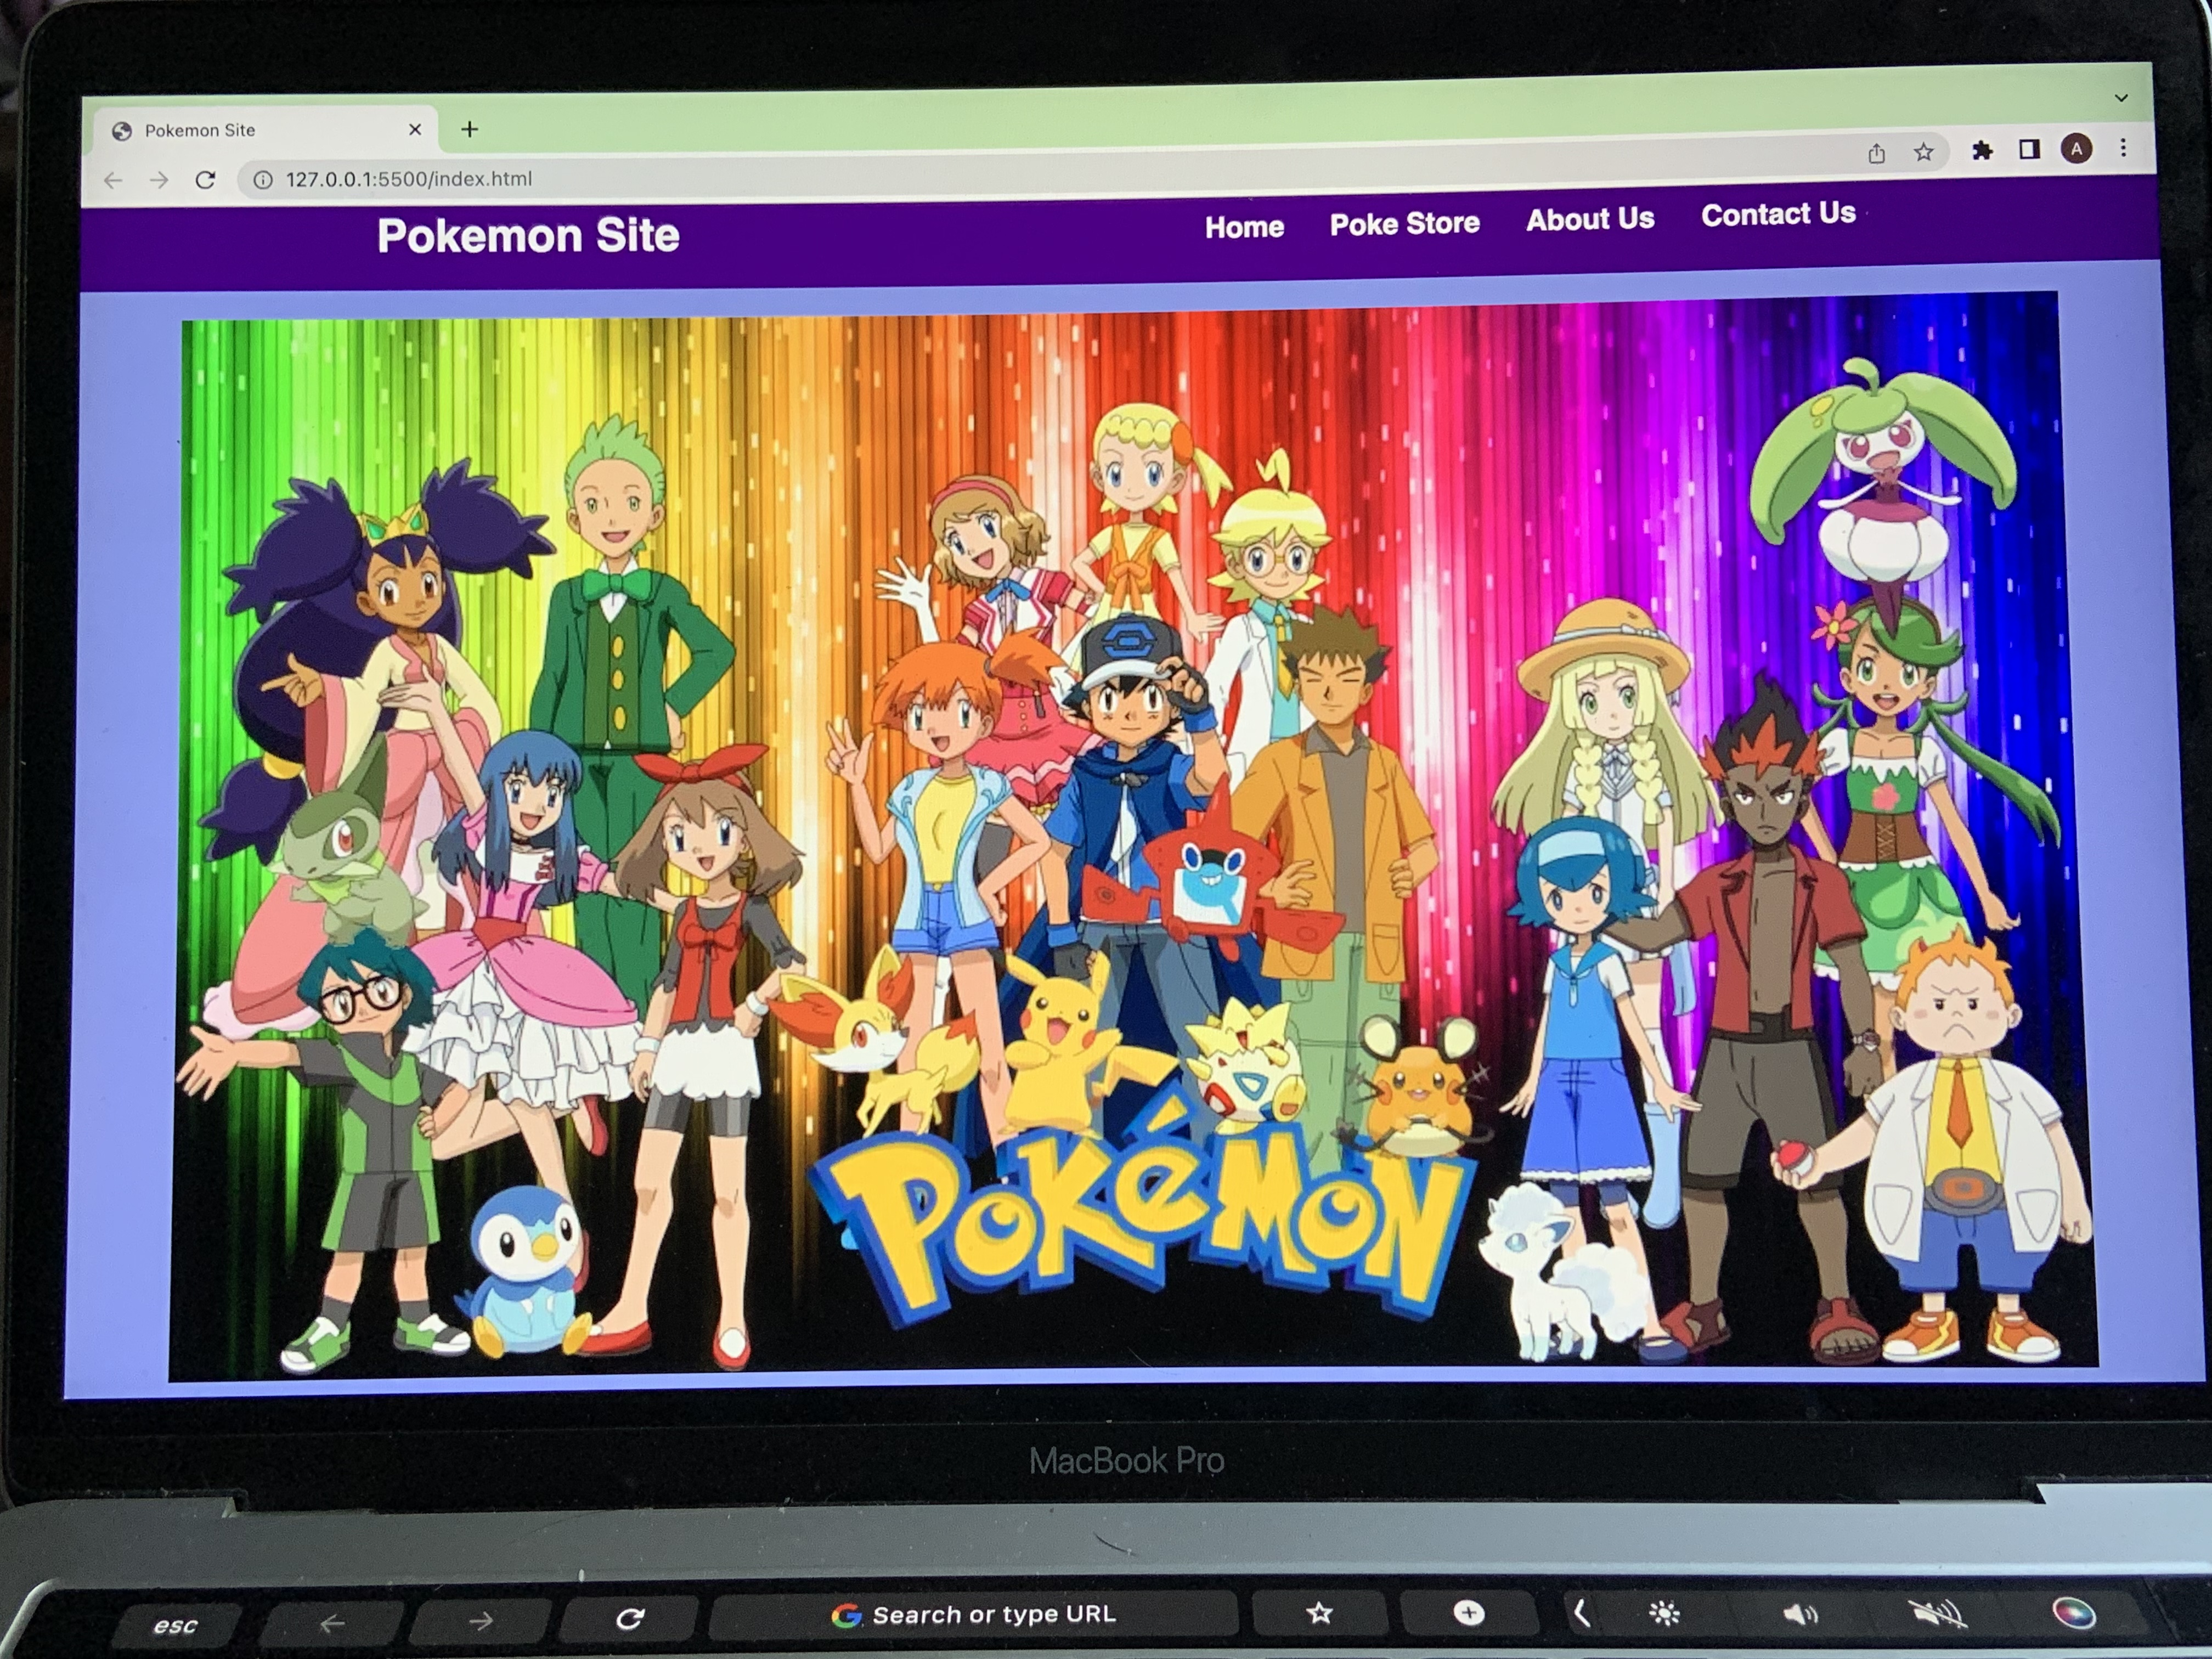 Pokemon Site
127.0.0.1:5500/index.html
A
Pokemon Site
Home Poke Store About Us Contact Us
POKéMON
MacBook Pro
esc
Search or type URL